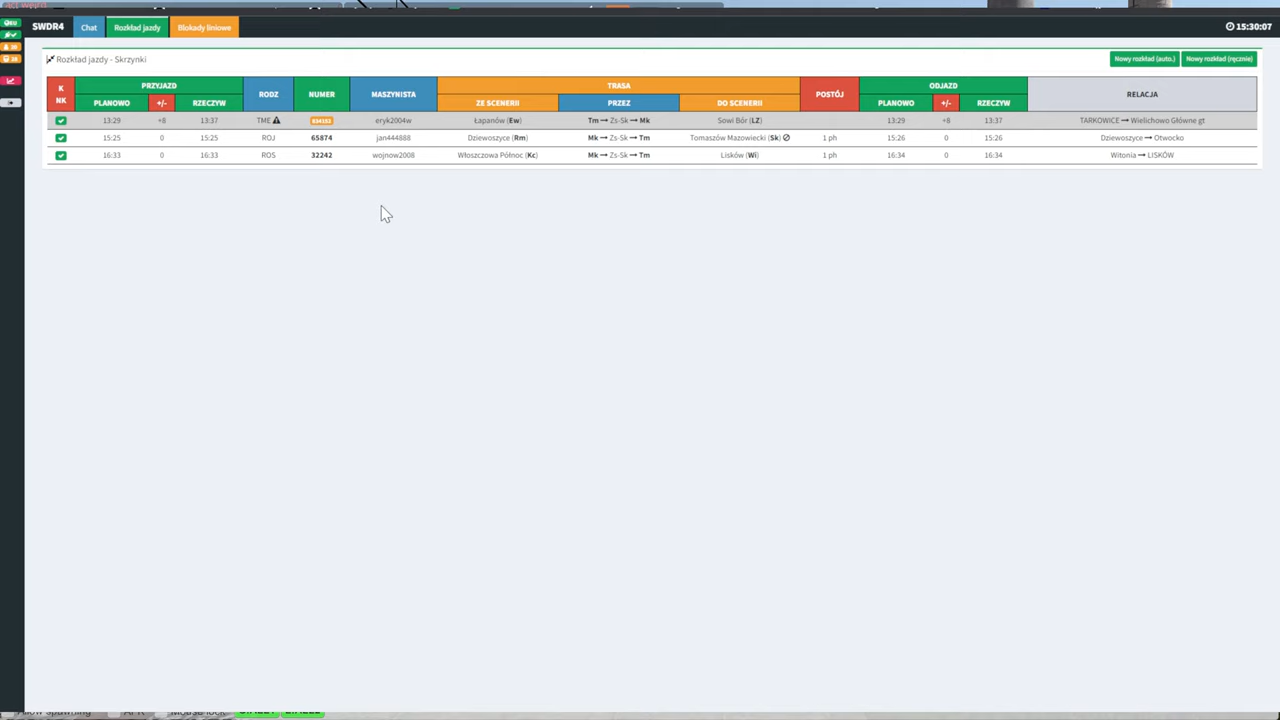 EU
SWDR4 Chat Rozkład jazdy Blokady liniowe 15:30:07
Rozkład jazdy - Skrzynki Nowy rozkład (auto.) Nowy rozkład (ręcznie)
K NK PRZYJAZD RODZ NUMER MASZYNISTA TRASA POSTÓJ ODJAZD RELACJA
PLANOWO +/- RZECZYW ZE SCENERII PRZEZ DO SCENERII PLANOWO +/- RZECZYW
13:29 +8 13:37 TME eryk2004w Łapanów (Ew) Tm → Zs-Sk → Mk Sowi Bór (LZ) 13:29 +8 13:37 TARKOWICE → Wielichowo Główne gt
15:25 0 15:25 ROJ 65874 jan444888 Dziewoszyce (Rm) Mk → Zs-Sk → Tm Tomaszów Mazowiecki (Sk) 1 ph 15:26 0 15:26 Dziewoszyce → Otwocko
16:33 0 16:33 ROS 32242 wojnow2008 Włoszczowa Północ (Kc) Mk → Zs-Sk → Tm Lisków (Wi) 1 ph 16:34 0 16:34 Witonia → LISKÓW